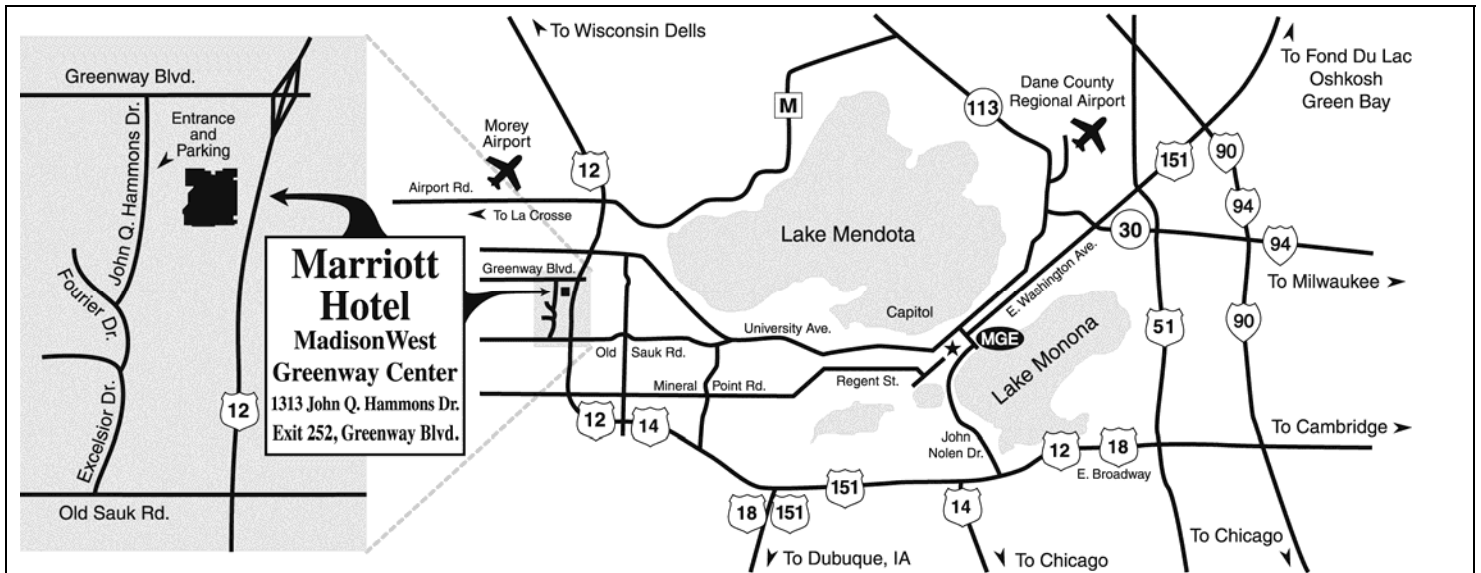 Greenway Blvd.
John Q. Hammons Dr.
Entrance
and
Parking
Fourier Dr.
Excelsior Dr.
12
Old Sauk Rd.
Marriott
Hotel
MadisonWest
Greenway Center
1313 John Q. Hammons Dr.
Exit 252, Greenway Blvd.
To Wisconsin Dells
Morey
Airport
12
M
113
Dane County
Regional Airport
To Fond Du Lac
Oshkosh
Green Bay
151
90
94
Airport Rd.
To La Crosse
Lake Mendota
30
94
To Milwaukee
Greenway Blvd.
E. Washington Ave.
Capitol
University Ave.
MGE
Lake Monona
51
90
Old Sauk Rd.
Mineral Point Rd.
Regent St.
12
14
John
Nolen Dr.
12
18
E. Broadway
To Cambridge
151
18
151
14
To Dubuque, IA
To Chicago
To Chicago